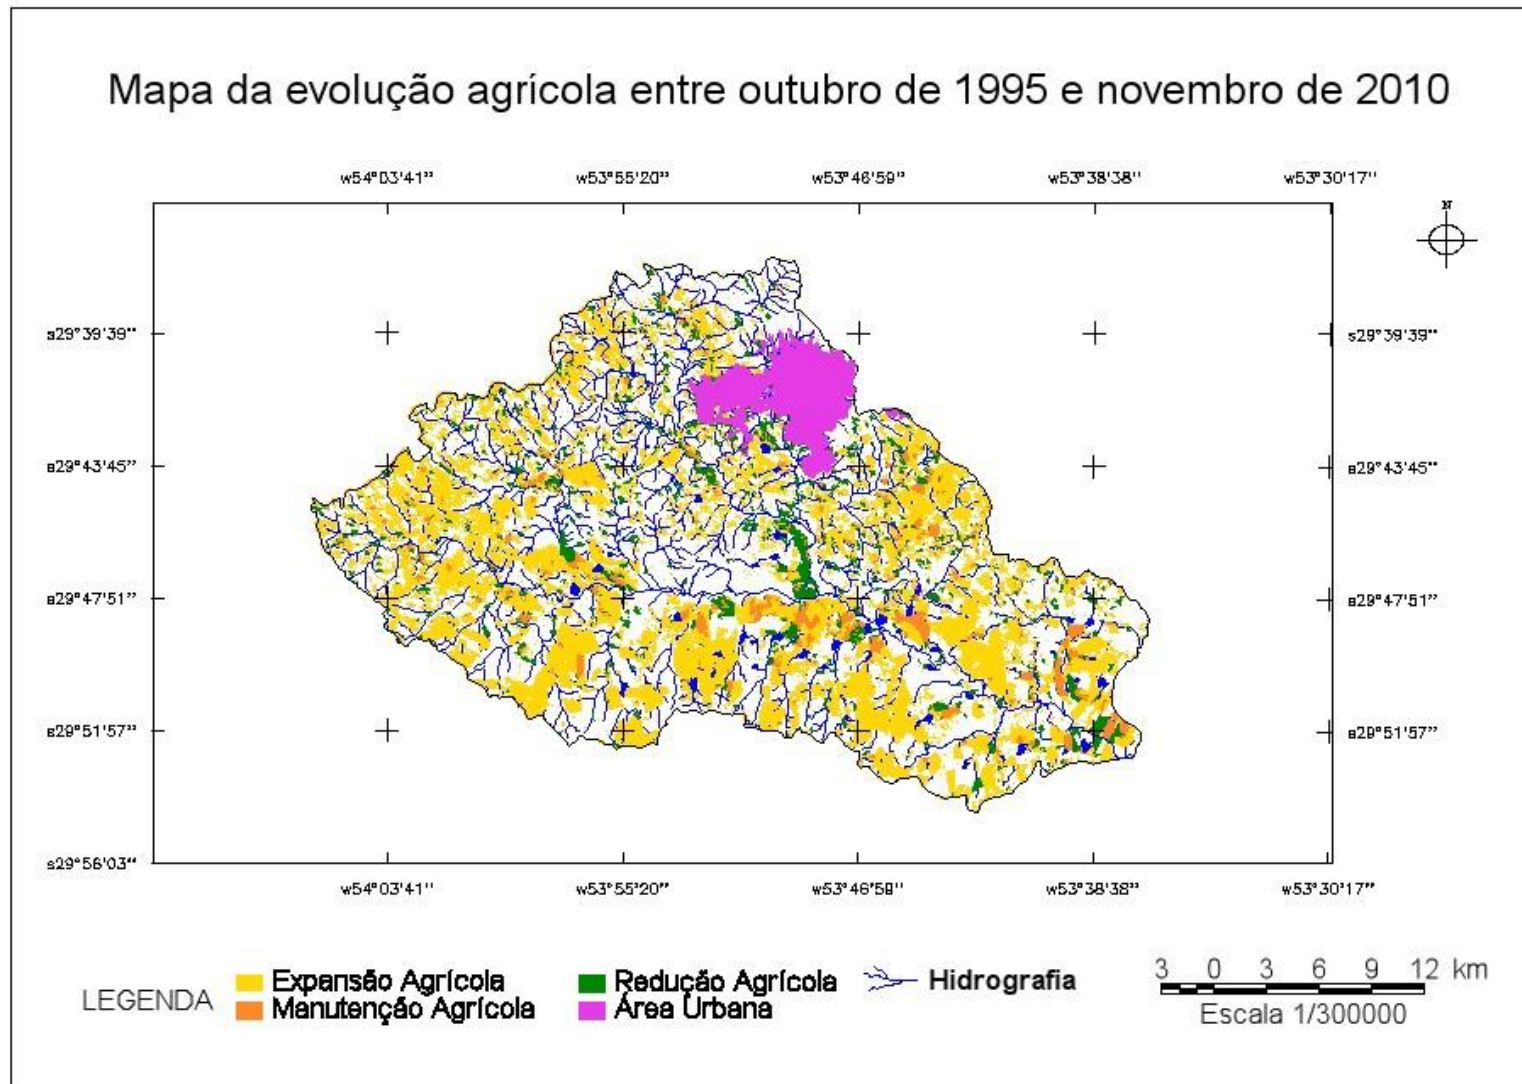 Mapa da evolução agrícola entre outubro de 1995 e novembro de 2010
w54°03'41" w53°55'20" w53°46'59" w53°38'38" w53°30'17"
N
s29°39'39" s29°39'39"
s29°43'45" s29°43'45"
s29°47'51" s29°47'51"
s29°51'57" s29°51'57"
s29°56'03"
w54°03'41" w53°55'20" w53°46'59" w53°38'38" w53°30'17"
LEGENDA
Expansão Agrícola
Manutenção Agrícola
Redução Agrícola
Área Urbana
Hidrografia
3 0 3 6 9 12 km
Escala 1/300000